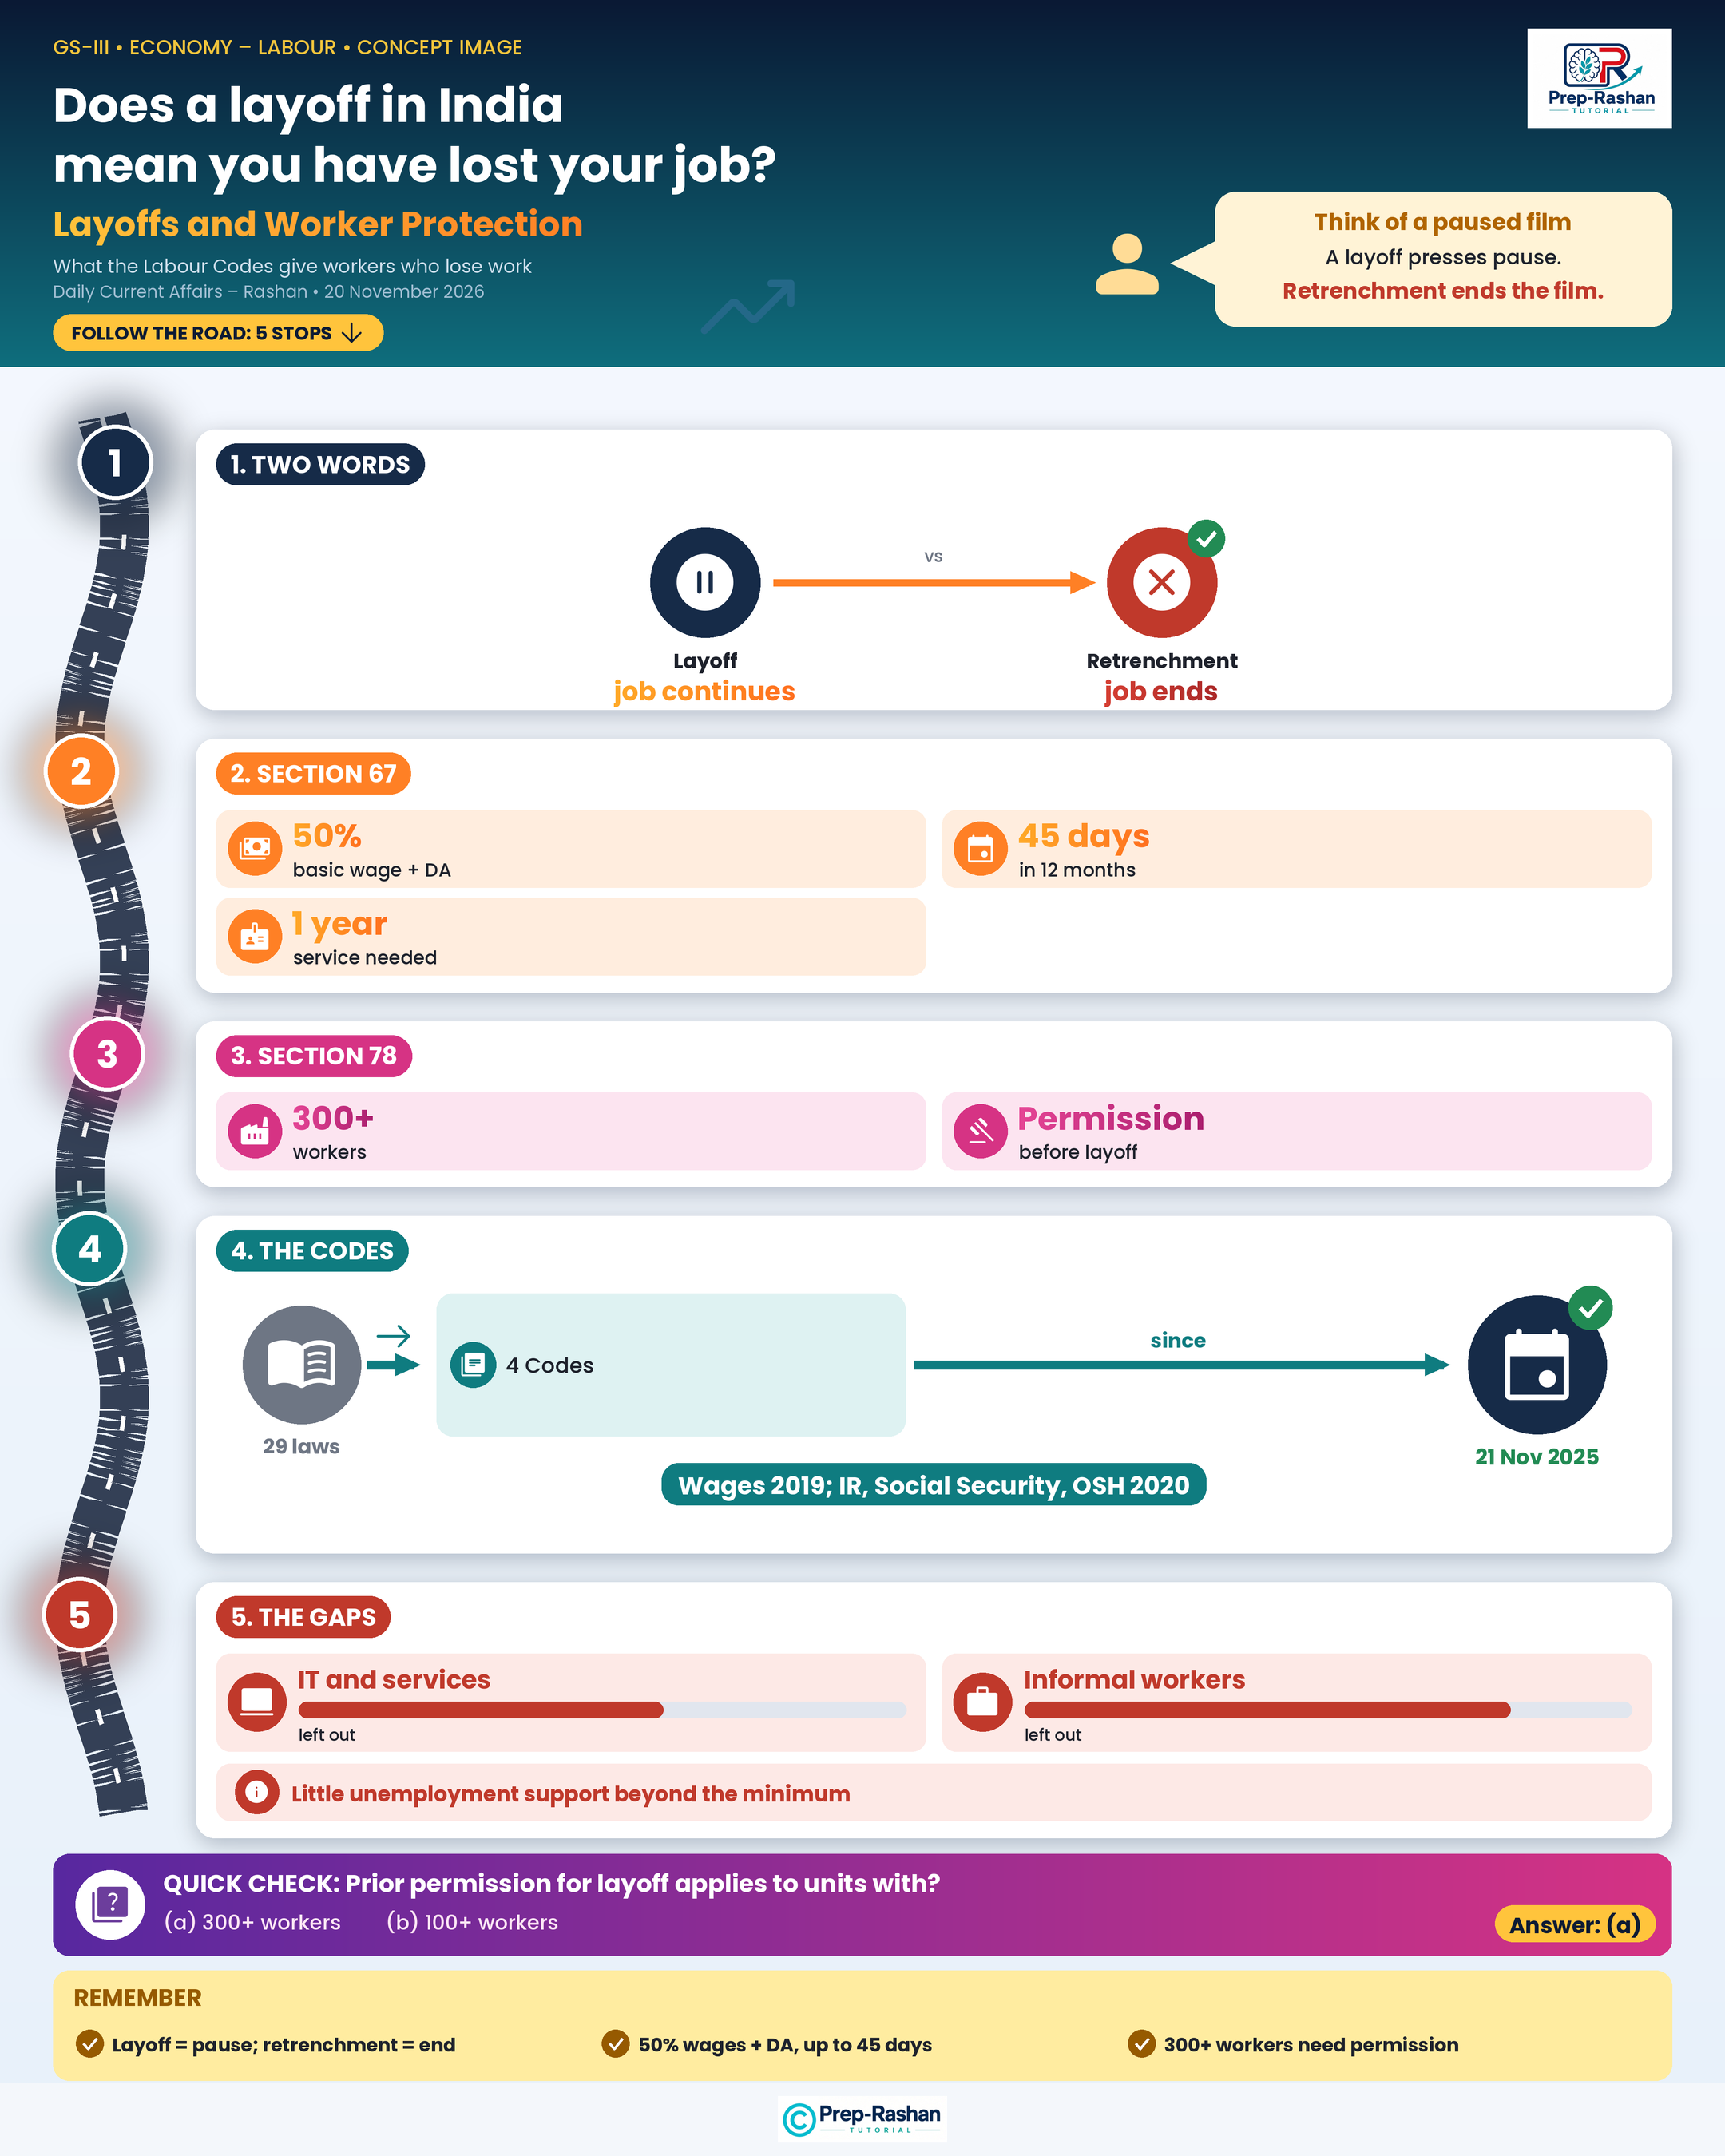 GS-III • ECONOMY – LABOUR • CONCEPT IMAGE
Prep-Rashan
TUTORIAL
Does a layoff in India
mean you have lost your job?
Layoffs and Worker Protection
What the Labour Codes give workers who lose work
Daily Current Affairs – Rashan • 20 November 2026
FOLLOW THE ROAD: 5 STOPS
Think of a paused film
A layoff presses pause.
Retrenchment ends the film.
1
1. TWO WORDS
vs
Layoff
job continues
Retrenchment
job ends
2
2. SECTION 67
50%
basic wage + DA
45 days
in 12 months
1 year
service needed
3
3. SECTION 78
300+
workers
Permission
before layoff
4
4. THE CODES
29 laws
4 Codes
since
21 Nov 2025
Wages 2019; IR, Social Security, OSH 2020
5
5. THE GAPS
IT and services
left out
Informal workers
left out
Little unemployment support beyond the minimum
QUICK CHECK: Prior permission for layoff applies to units with?
(a) 300+ workers (b) 100+ workers
Answer: (a)
REMEMBER
Layoff = pause; retrenchment = end
50% wages + DA, up to 45 days
300+ workers need permission
© Prep-Rashan
TUTORIAL